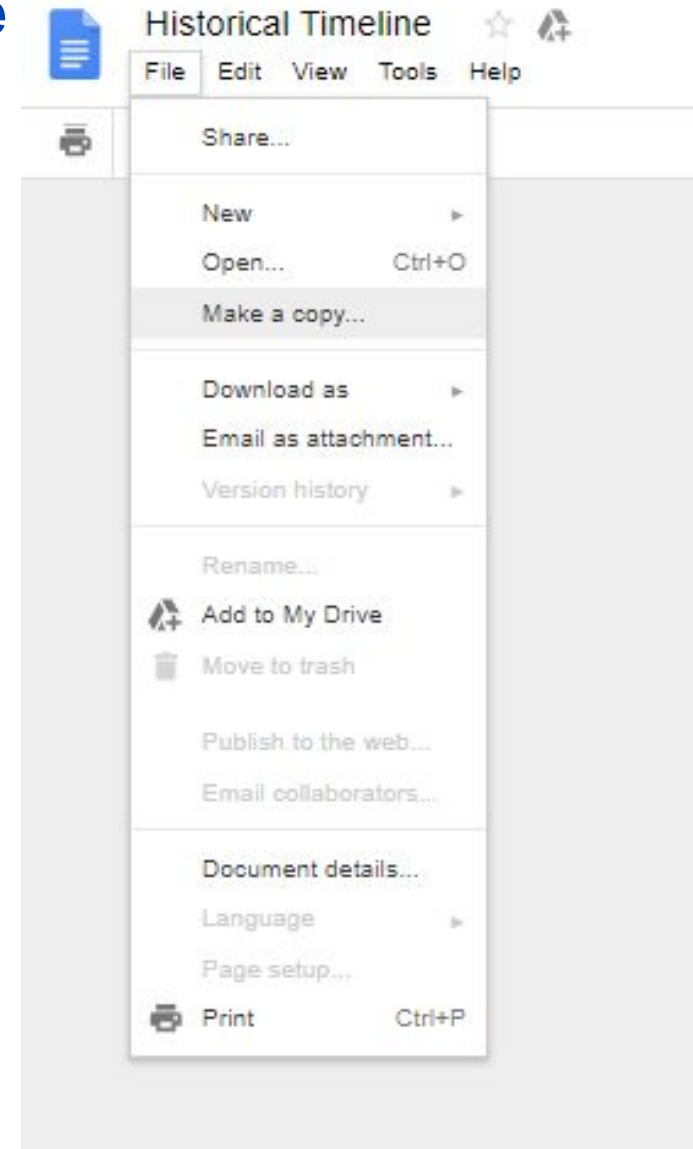 e
Historical Timeline
File Edit View Tools Help
Share...
New
Open... Ctrl+O
Make a copy...
Download as
Email as attachment...
Version history
Rename...
Add to My Drive
Move to trash
Publish to the web...
Email collaborators...
Document details...
Language
Page setup...
Print Ctrl+P